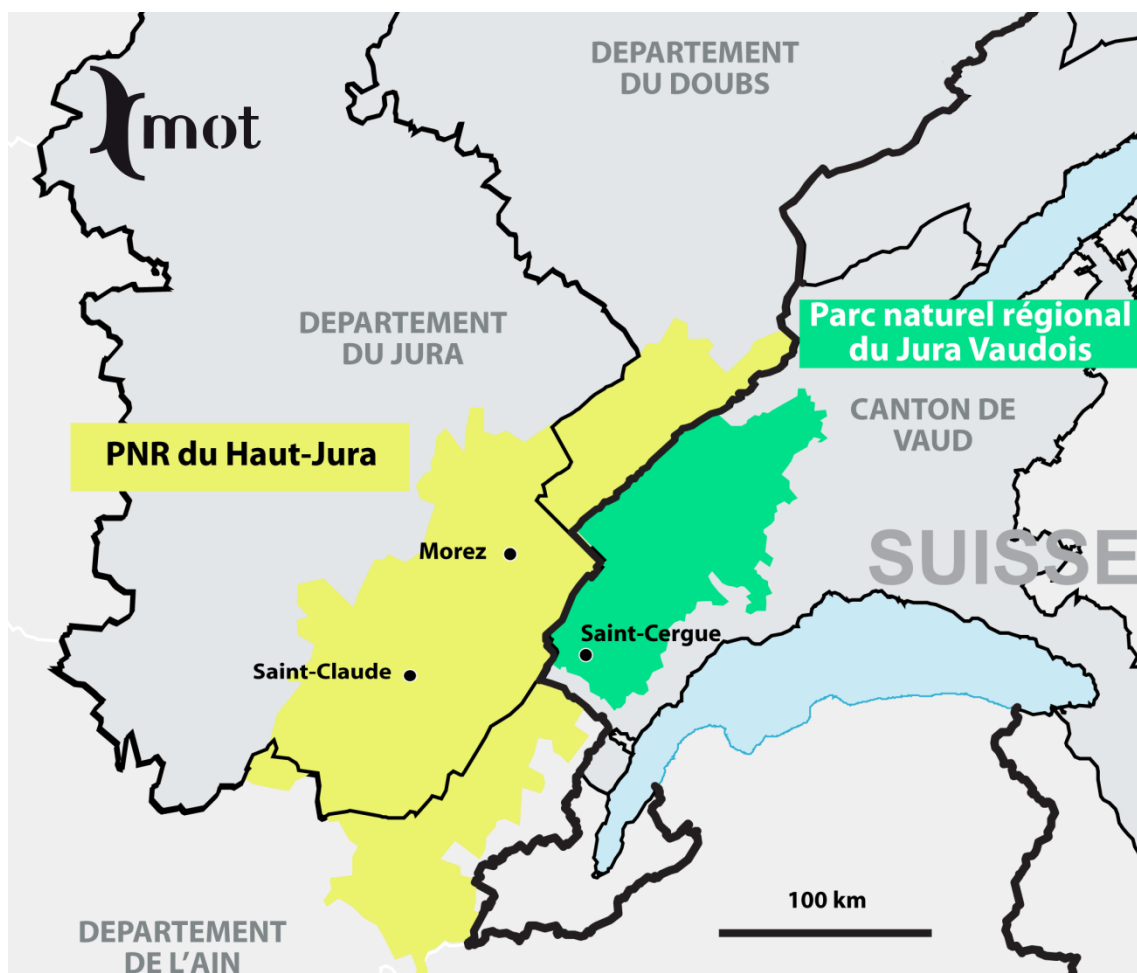 DEPARTEMENT
DU DOUBS
mot
DEPARTEMENT
DU JURA
Parc naturel régional
du Jura Vaudois
CANTON DE
VAUD
PNR du Haut-Jura
SUISSE
Morez
Saint-Cergue
Saint-Claude
100 km
DEPARTEMENT
DE L'AIN